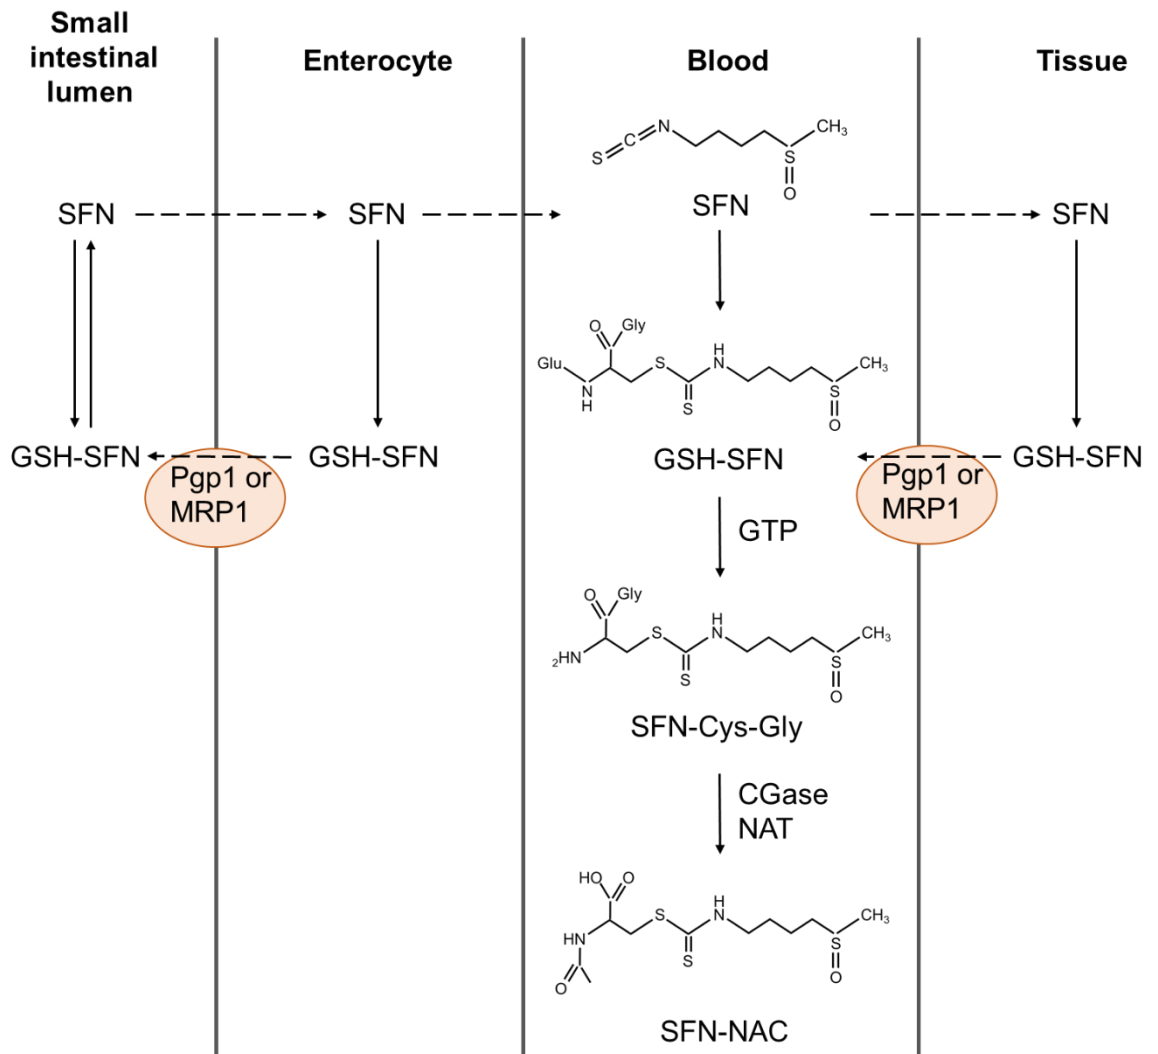 Small
intestinal
lumen
Enterocyte
Blood
Tissue
S
C
N
CH3
S
O
SFN
SFN
SFN
SFN
O
Gly
Glu
N
H
S
S
H
N
CH3
S
O
GSH-SFN
Pgp1 or
MRP1
GSH-SFN
GSH-SFN
Pgp1 or
MRP1
GSH-SFN
GTP
O
Gly
2HN
S
S
H
N
CH3
S
O
SFN-Cys-Gly
CGase
NAT
HO
O
HN
O
S
S
H
N
CH3
S
O
SFN-NAC